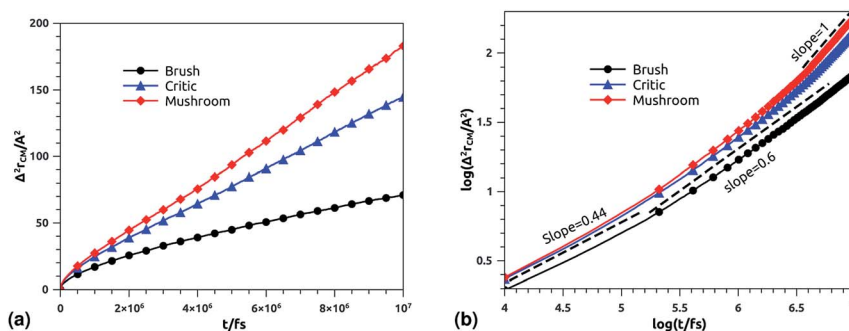 200
150
100
50
0
Δ²r_CM/A²
Brush
Critic
Mushroom
0 2×10⁶ 4×10⁶ 6×10⁶ 8×10⁶ 10⁷
t/fs
(a)
2
1.5
1
0.5
log(Δ²r_CM/A²)
Brush
Critic
Mushroom
slope=1
slope=0.6
Slope=0.44
4 4.5 5 5.5 6 6.5
log(t/fs)
(b)